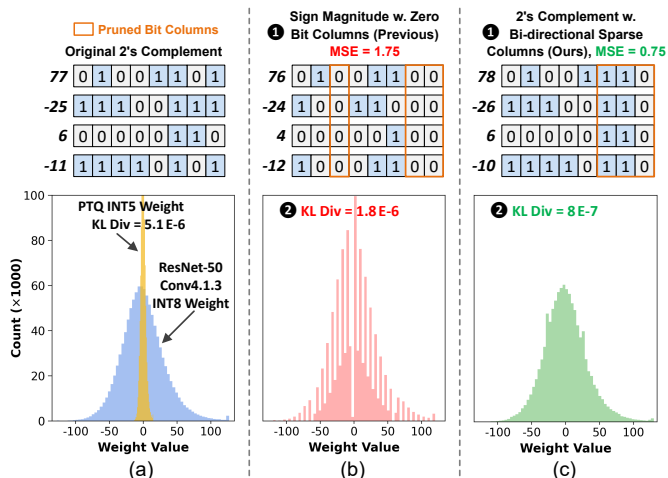 Pruned Bit Columns
Original 2's Complement
77 0 1 0 0 1 1 0 1
-25 1 1 1 0 0 1 1 1
6 0 0 0 0 0 1 1 0
-11 1 1 1 1 0 1 0 1
PTQ INT5 Weight
KL Div = 5.1E-6
ResNet-50
Conv4.1.3
INT8 Weight
Count (×1000)
100
80
60
40
20
0
-100 -50 0 50 100
Weight Value
(a)
1 Sign Magnitude w. Zero
Bit Columns (Previous)
MSE = 1.75
76 0 1 0 0 1 1 0 0
-24 1 0 0 1 1 0 0 0
4 0 0 0 0 0 1 0 0
-12 1 0 0 0 1 1 0 0
2 KL Div = 1.8E-6
-100 -50 0 50 100
Weight Value
(b)
1 2's Complement w.
Bi-directional Sparse
Columns (Ours), MSE = 0.75
78 0 1 0 0 1 1 1 0
-26 1 1 1 0 0 1 1 0
6 0 0 0 0 0 1 1 0
-10 1 1 1 1 0 1 1 0
2 KL Div = 8E-7
-100 -50 0 50 100
Weight Value
(c)